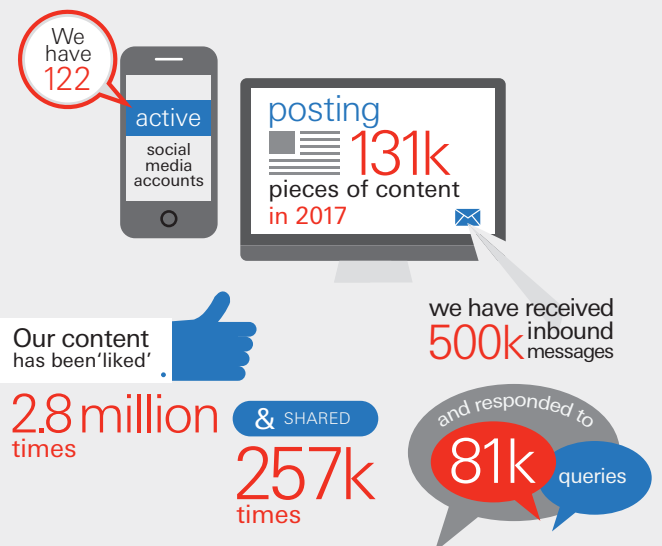 We
have
122
active
social
media
accounts
posting
131k
pieces of content
in 2017
we have received
500k inbound
messages
Our content
has been‘liked’
2.8 million
times
& SHARED
257k
times
and responded to
81k
queries